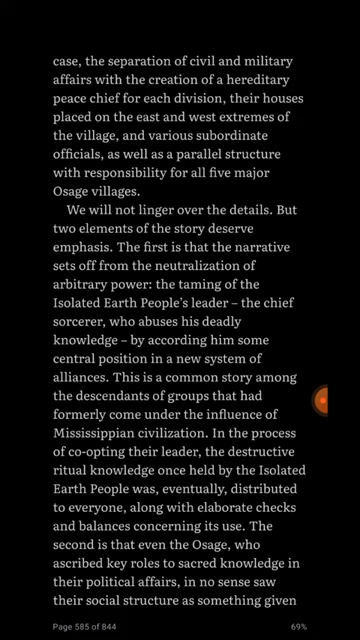 case, the separation of civil and military
affairs with the creation of a hereditary
peace chief for each division, their houses
placed on the east and west extremes of
the village, and various subordinate
officials, as well as a parallel structure
with responsibility for all five major
Osage villages.
We will not linger over the details. But
two elements of the story deserve
emphasis. The first is that the narrative
sets off from the neutralization of
arbitrary power: the taming of the
Isolated Earth People’s leader – the chief
sorcerer, who abuses his deadly
knowledge – by according him some
central position in a new system of
alliances. This is a common story among
the descendants of groups that had
formerly come under the influence of
Mississippian civilization. In the process
of co-opting their leader, the destructive
ritual knowledge once held by the Isolated
Earth People was, eventually, distributed
to everyone, along with elaborate checks
and balances concerning its use. The
second is that even the Osage, who
ascribed key roles to sacred knowledge in
their political affairs, in no sense saw
their social structure as something given
Page 585 of 844 69%